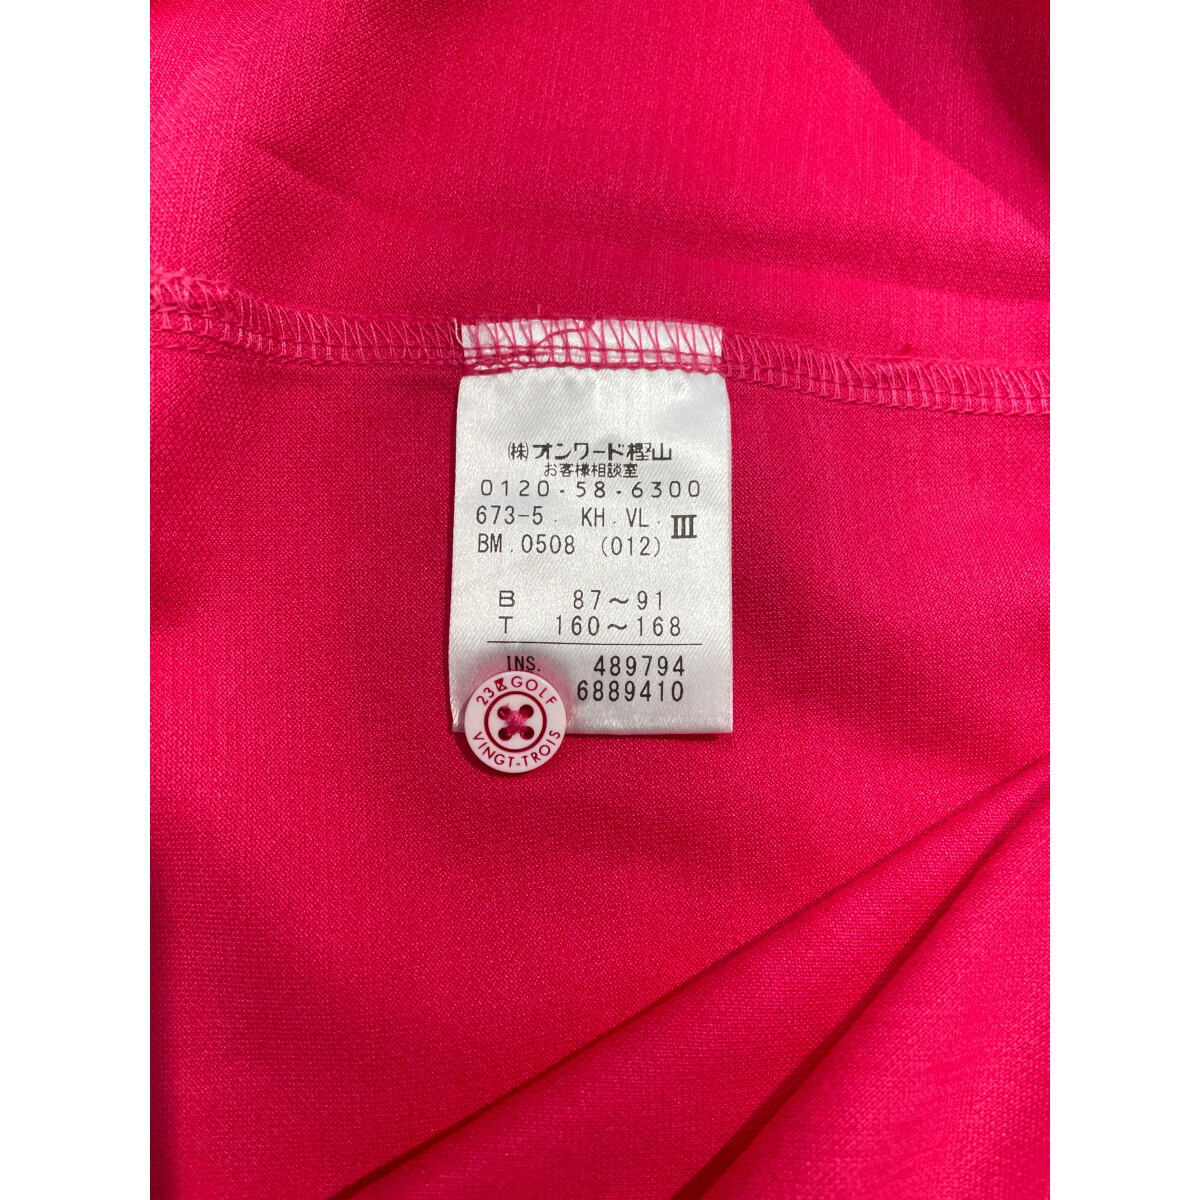 ㈱オンワード樫山
お客様相談室
0120-58-6300
673-5. KH.VL. III
BM.0508 (012)
B 87～91
T 160～168
INS. 489794
6889410
23区GOLF
VINGT-TROIS